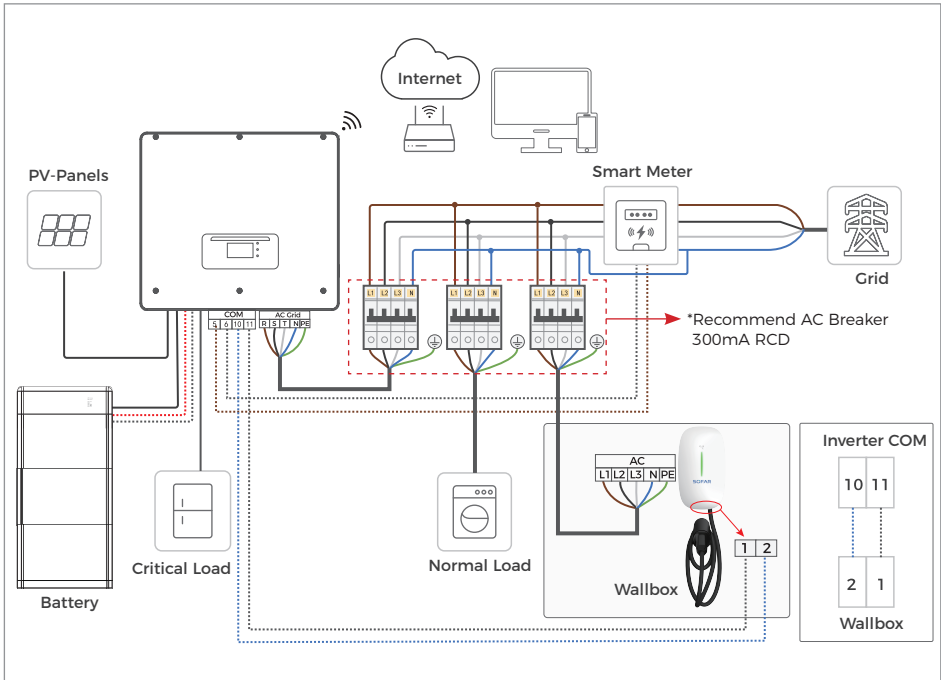 Internet
Smart Meter
PV-Panels
Grid
L1 L2 L3 N
L1 L2 L3 N
L1 L2 L3 N
*Recommend AC Breaker
300mA RCD
COM
5 6 10 11
AC Grid
R S T N PE
AC
L1 L2 L3 N PE
SOFAR
1 2
Wallbox
Inverter COM
10 11
2 1
Wallbox
Critical Load
Normal Load
Battery